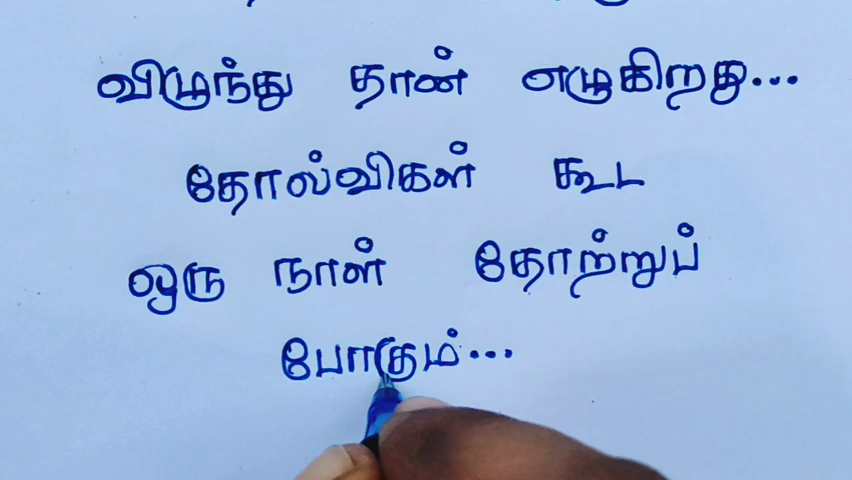 விழுந்து தான் எழுகிறது...
தோல்விகள் கூட
ஒரு நாள் தோற்றுப்
போகும்...